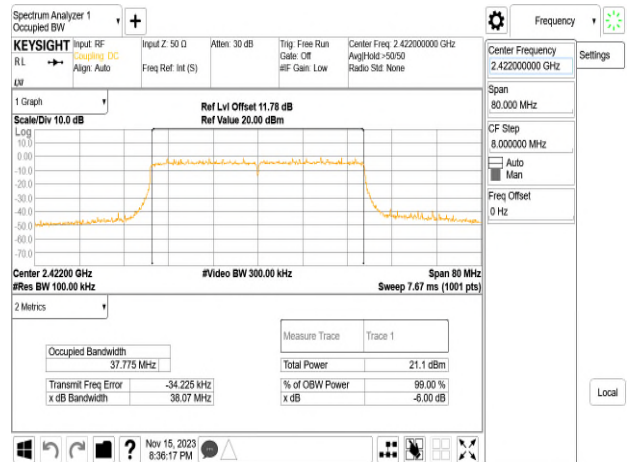 Spectrum Analyzer 1
Occupied BW
Frequency
KEYSIGHT
RL
Input: RF
Coupling: DC
Align: Auto
Input Z: 50 Ω
Freq Ref: Int (S)
Atten: 30 dB
Trig: Free Run
Gate: Off
#IF Gain: Low
Center Freq: 2.422000000 GHz
Avg|Hold:>50/50
Radio Std: None
LXI
1 Graph
Scale/Div 10.0 dB
Ref Lvl Offset 11.78 dB
Ref Value 20.00 dBm
Log
10.0
0.00
-10.0
-20.0
-30.0
-40.0
-50.0
-60.0
-70.0
Center 2.42200 GHz
#Res BW 100.00 kHz
#Video BW 300.00 kHz
Span 80 MHz
Sweep 7.67 ms (1001 pts)
2 Metrics
Measure Trace
Trace 1
Occupied Bandwidth
37.775 MHz
Total Power
21.1 dBm
Transmit Freq Error
-34.225 kHz
% of OBW Power
99.00 %
x dB Bandwidth
38.07 MHz
x dB
-6.00 dB
Nov 15, 2023
8:36:17 PM
Center Frequency
2.422000000 GHz
Settings
Span
80.000 MHz
CF Step
8.000000 MHz
Auto
Man
Freq Offset
0 Hz
Local